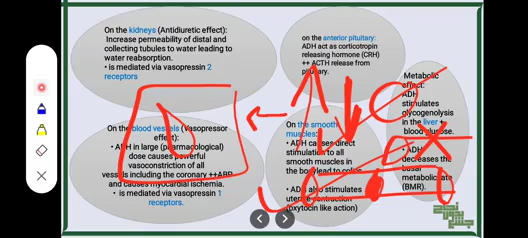 On the kidneys (Antidiuretic effect):
Increase permeability of distal and
collecting tubules to water leading to
water reabsorption.
• is mediated via vasopressin 2
receptors
on the anterior pituitary:
ADH act as corticotropin
releasing hormone (CRH)
++ ACTH release from
pituitary.
Metabolic
effect:
ADH
stimulates
glycogenolysis
in the liver +
blood glucose.
• ADH
decreases the
basal
metabolic rate
(BMR).
On the blood vessels (Vasopressor
effect):
• ADH in large (pharmacological)
dose causes powerful
vasoconstriction of all
vessels including the coronary ++ABP
and causes myocardial ischemia.
• is mediated via vasopressin 1
receptors.
On the smooth
muscles:
• ADH causes direct
stimulation to all
smooth muscles in
the body lead to
• ADH also stimulates
uterine contraction
(oxytocin like action)